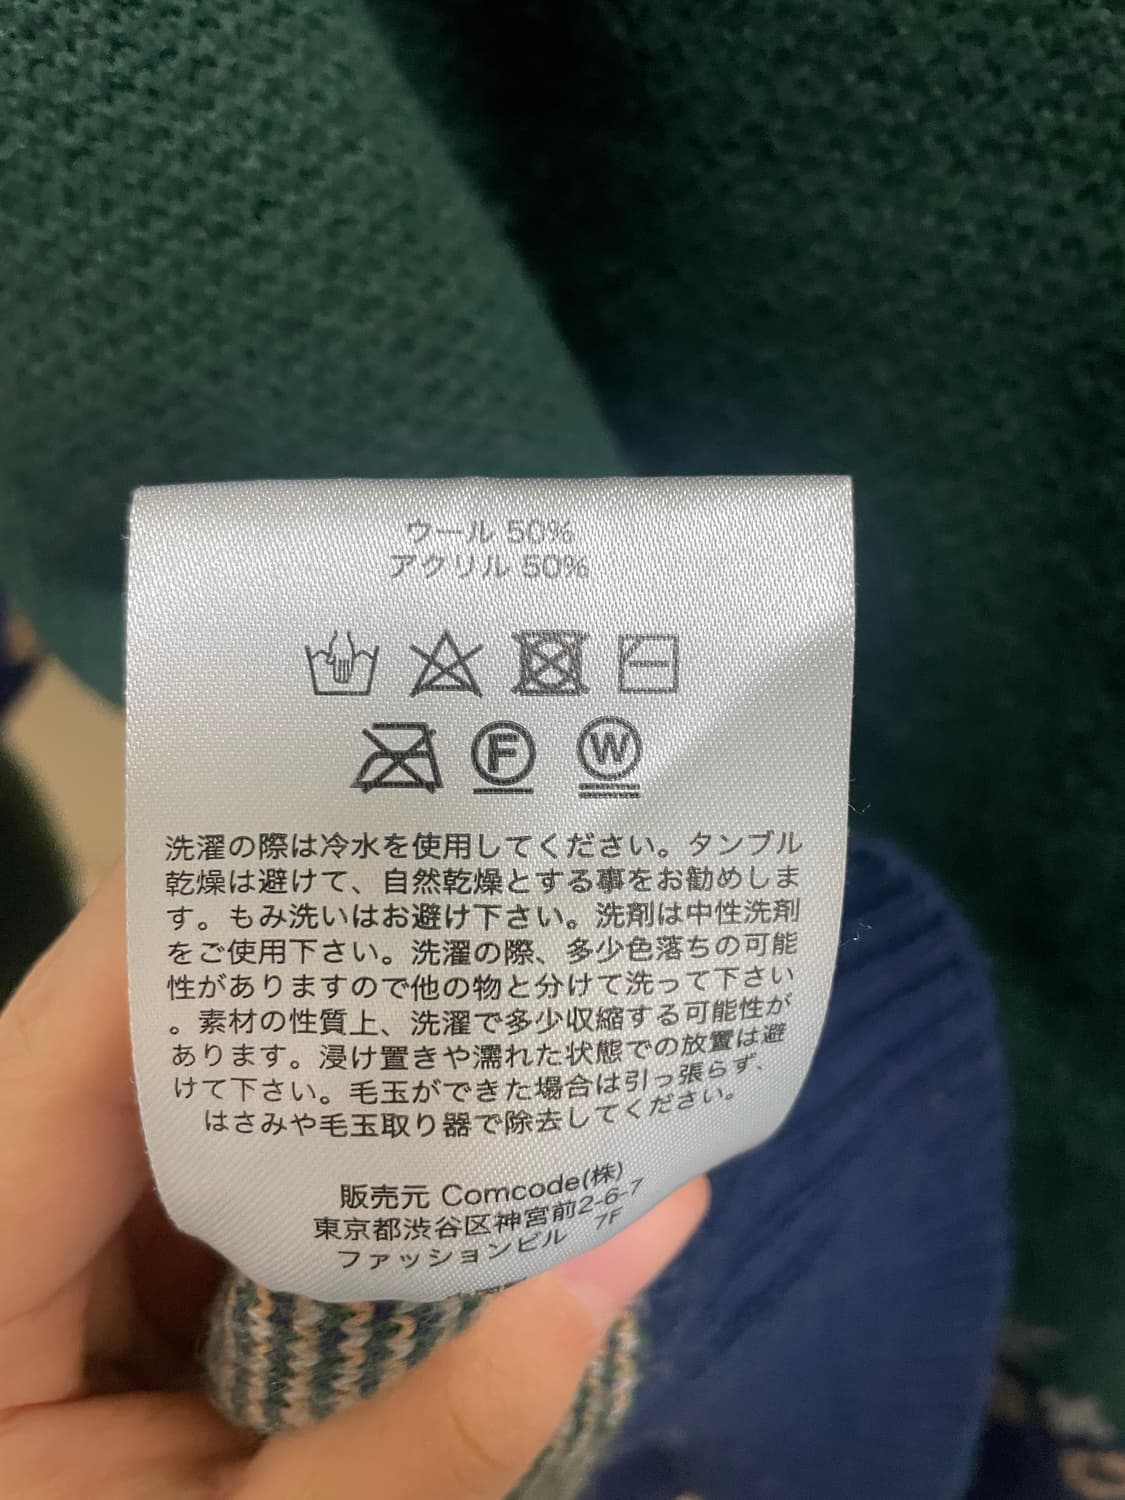 ウール 50%
アクリル 50%
F W
洗濯の際は冷水を使用してください。タンブル
乾燥は避けて、自然乾燥とする事をお勧めしま
す。もみ洗いはお避け下さい。洗剤は中性洗剤
をご使用下さい。洗濯の際、多少色落ちの可能
性がありますので他の物と分けて洗って下さい
。素材の性質上、洗濯で多少収縮する可能性が
あります。浸け置きや濡れた状態での放置は避
けて下さい。毛玉ができた場合は引っ張らず、
はさみや毛玉取り器で除去してください。
販売元 Comcode(株)
東京都渋谷区神宮前2-6-7
ファッションビル 7F